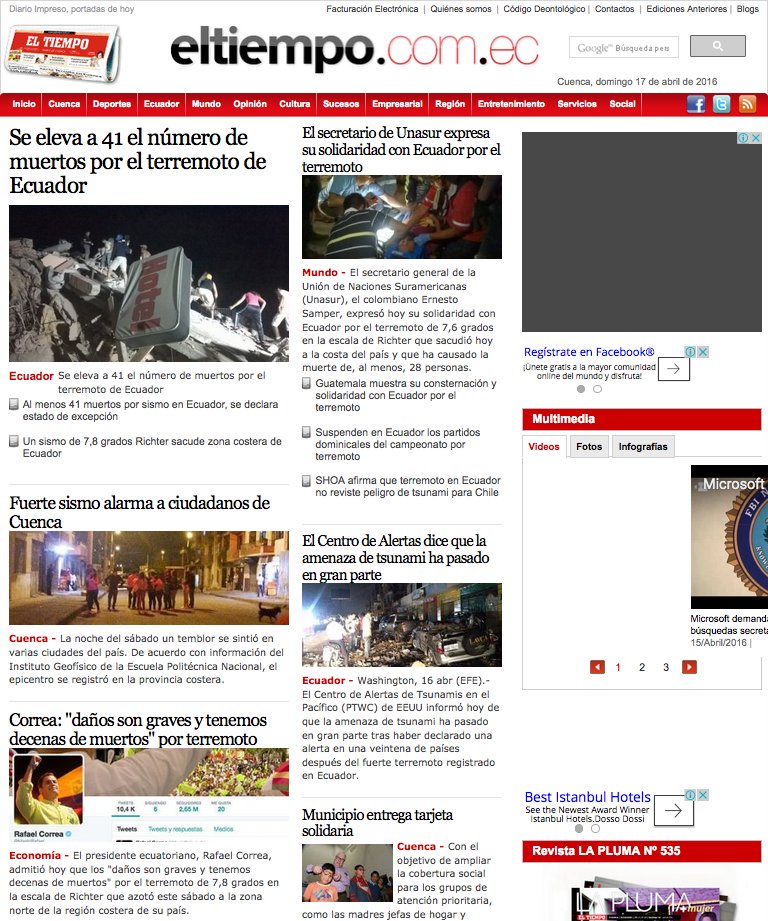 Diario Impreso, portadas de hoy
Facturación Electrónica | Quiénes somos | Código Deontológico | Contacto | Ediciones Anteriores | Blogs
EL TIEMPO
eltiempo.com.ec
Google™ Búsqueda pers
Cuenca, domingo 17 de abril de 2016
Inicio Cuenca Deportes Ecuador Mundo Opinión Cultura Sucesos Empresarial Región Entretenimiento Servicios Social
Se eleva a 41 el número de
muertos por el terremoto de
Ecuador
Hotel
Ecuador Se eleva a 41 el número de muertos por el
terremoto de Ecuador
Al menos 41 muertos por sismo en Ecuador, se declara
estado de excepción
Un sismo de 7,8 grados Richter sacude zona costera de
Ecuador
Fuerte sismo alarma a ciudadanos de
Cuenca
Cuenca - La noche del sábado un temblor se sintió en
varias ciudades del país. De acuerdo con información del
Instituto Geofísico de la Escuela Politécnica Nacional, el
epicentro se registró en la provincia costera.
Correa: "daños son graves y tenemos
decenas de muertos" por terremoto
TWEETS SIGUIENDO SEGUIDORES ME GUSTA
10,4 K 6 2,65 M 20
Rafael Correa
Tweets Tweets y respuestas Medios
Economía - El presidente ecuatoriano, Rafael Correa,
admitió hoy que los "daños son graves y tenemos
decenas de muertos" por el terremoto de 7,8 grados en
la escala de Richter que azotó este sábado a la zona
norte de la región costera de su país.
El secretario de Unasur expresa
su solidaridad con Ecuador por el
terremoto
Mundo - El secretario general de la
Unión de Naciones Suramericanas
(Unasur), el colombiano Ernesto
Samper, expresó hoy su solidaridad con
Ecuador por el terremoto de 7,6 grados
en la escala de Richter que sacudió hoy
a la costa del país y que ha causado la
muerte de, al menos, 28 personas.
Guatemala muestra su consternación y
solidaridad con Ecuador por el
terremoto
Suspenden en Ecuador los partidos
dominicales del campeonato por
terremoto
SHOA afirma que terremoto en Ecuador
no reviste peligro de tsunami para Chile
El Centro de Alertas dice que la
amenaza de tsunami ha pasado
en gran parte
Ecuador - Washington, 16 abr (EFE).-
El Centro de Alertas de Tsunamis en el
Pacífico (PTWC) de EEUU informó hoy de
que la amenaza de tsunami ha pasado
en gran parte tras haber declarado una
alerta en una veintena de países
después del fuerte terremoto registrado
en Ecuador.
Municipio entrega tarjeta
solidaria
Cuenca - Con el
objetivo de ampliar
la cobertura social
para los grupos de
atención prioritaria,
como las madres jefas de hogar y
Regístrate en Facebook®
¡Únete gratis a la mayor comunidad
online del mundo y disfruta!
Multimedia
Videos Fotos Infografías
Microsoft
FBI
Microsoft demand
búsquedas secreta
15/Abril/2016 |
1 2 3
Best Istanbul Hotels
See the Newest Award Winner
Istanbul Hotels.Dosso Dossi
Revista LA PLUMA Nº 535
LA PLUMA
mujer
EL TIEMPO